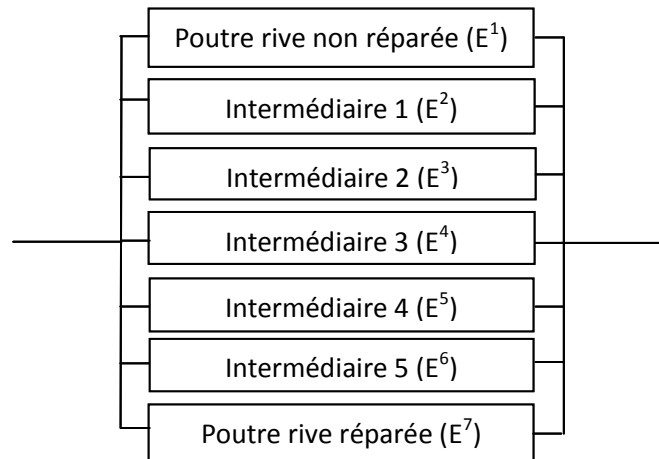 Poutre rive non réparée (E¹)
Intermédiaire 1 (E²)
Intermédiaire 2 (E³)
Intermédiaire 3 (E⁴)
Intermédiaire 4 (E⁵)
Intermédiaire 5 (E⁶)
Poutre rive réparée (E⁷)